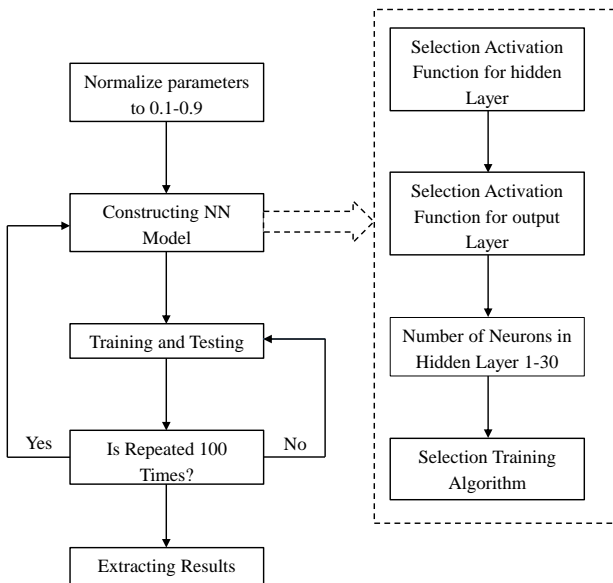 Normalize parameters
to 0.1-0.9
Constructing NN
Model
Training and Testing
Yes
Is Repeated 100
Times?
No
Extracting Results
Selection Activation
Function for hidden
Layer
Selection Activation
Function for output
Layer
Number of Neurons in
Hidden Layer 1-30
Selection Training
Algorithm